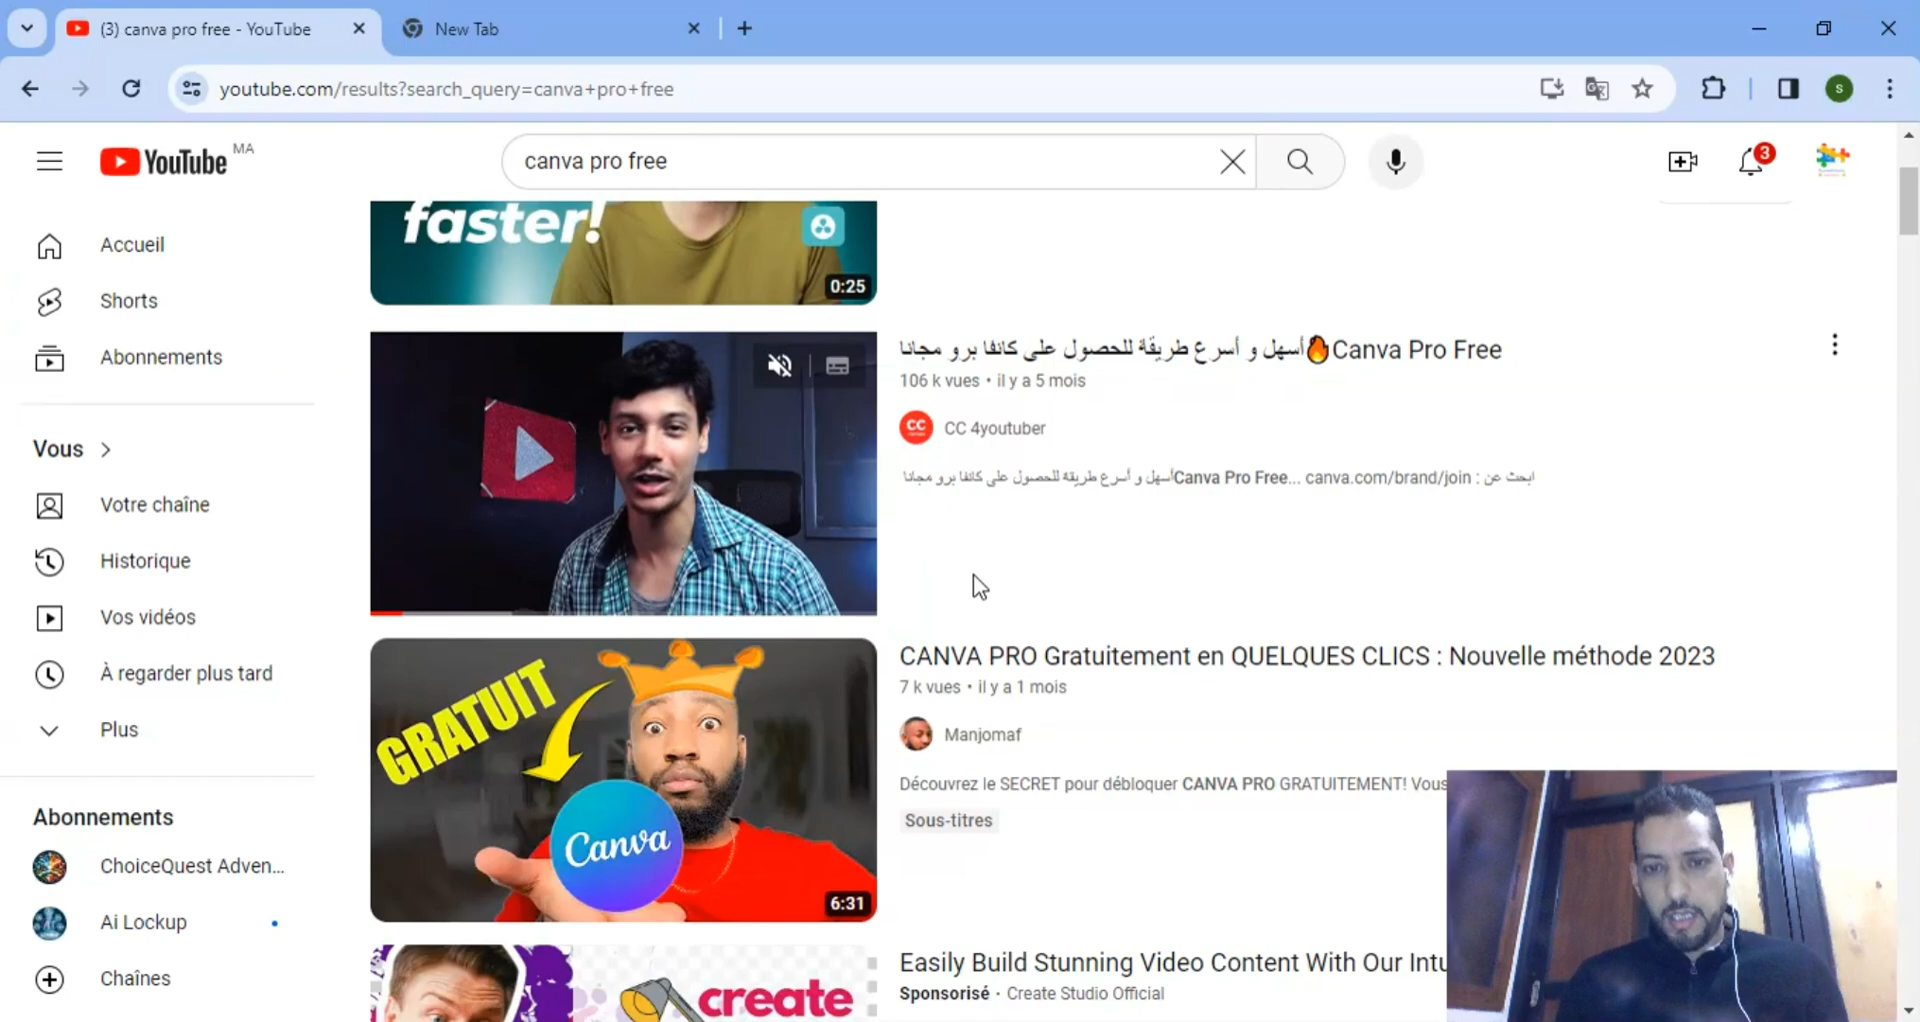 (3) canva pro free - YouTube
New Tab
youtube.com/results?search_query=canva+pro+free
YouTube MA
canva pro free
3
S
faster!
0:25
Accueil
Shorts
Abonnements
Vous
Votre chaîne
Historique
Vos vidéos
À regarder plus tard
Plus
Abonnements
ChoiceQuest Adven...
Ai Lockup
Chaînes
أسهل و أسرع طريقة للحصول على كانفا برو مجانا🔥Canva Pro Free
106 k vues • il y a 5 mois
CC
CC 4youtuber
أسهل و أسرع طريقة للحصول على كانفا برو مجاناCanva Pro Free... canva.com/brand/join : ابحث عن
GRATUIT
Canva
6:31
CANVA PRO Gratuitement en QUELQUES CLICS : Nouvelle méthode 2023
7 k vues • il y a 1 mois
Manjomaf
Découvrez le SECRET pour débloquer CANVA PRO GRATUITEMENT! Vous
Sous-titres
create
Easily Build Stunning Video Content With Our Intu
Sponsorisé • Create Studio Official